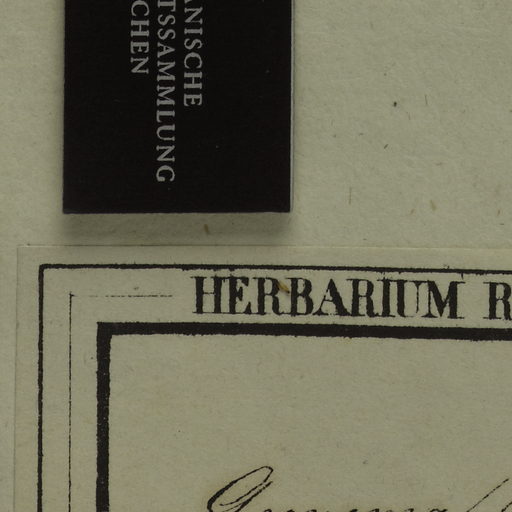 ANISCHE
TSSAMMLUNG
CHEN
HERBARIUM R